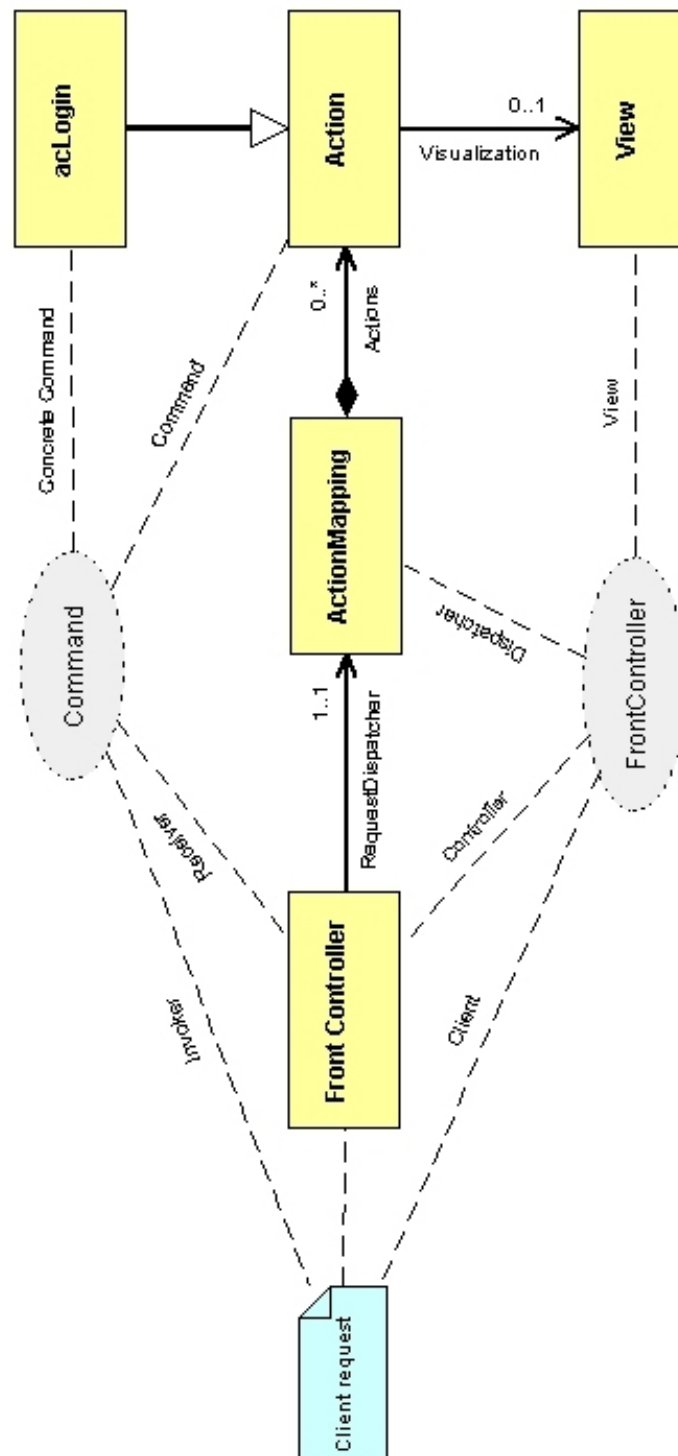 acLogin
Action
View
0..1
Visualization
Concrete Command
Command
0..*
Actions
View
Command
ActionMapping
Dispatcher
FrontController
1..1
RequestDispatcher
Receiver
Controller
Invoker
Front Controller
Client
Client request